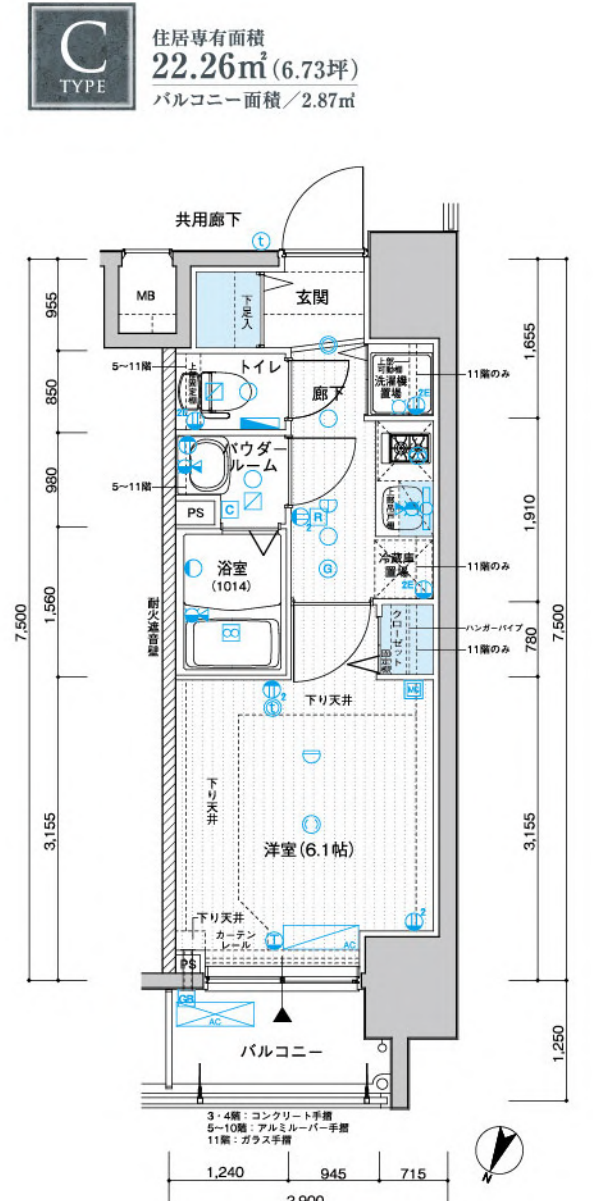 C
TYPE
住居専有面積
22.26㎡(6.73坪)
バルコニー面積／2.87㎡
共用廊下
t
MB
下足入
玄関
955
1,655
5〜11階
トイレ
廊下
上部可動棚
洗濯機置場
11階のみ
2E
850
パウダールーム
5〜11階
980
PS
C
2
R
1,910
冷蔵庫置場
11階のみ
2E
浴室
(1014)
G
1,560
耐火遮音壁
7,500
7,500
クローゼット
ハンガーパイプ
11階のみ
780
下り天井
2
t
下り天井
洋室(6.1帖)
3,155
3,155
2
下り天井
カーテンレール
AC
PS
GB
AC
バルコニー
1,250
3・4階：コンクリート手摺
5〜10階：アルミルーバー手摺
11階：ガラス手摺
N
1,240
945
715
2,900